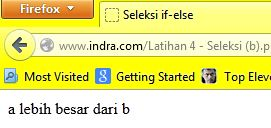 Firefox
Seleksi if-else
www.indra.com/Latihan 4 - Seleksi (b).p
Most Visited Getting Started Top Eleve
a lebih besar dari b